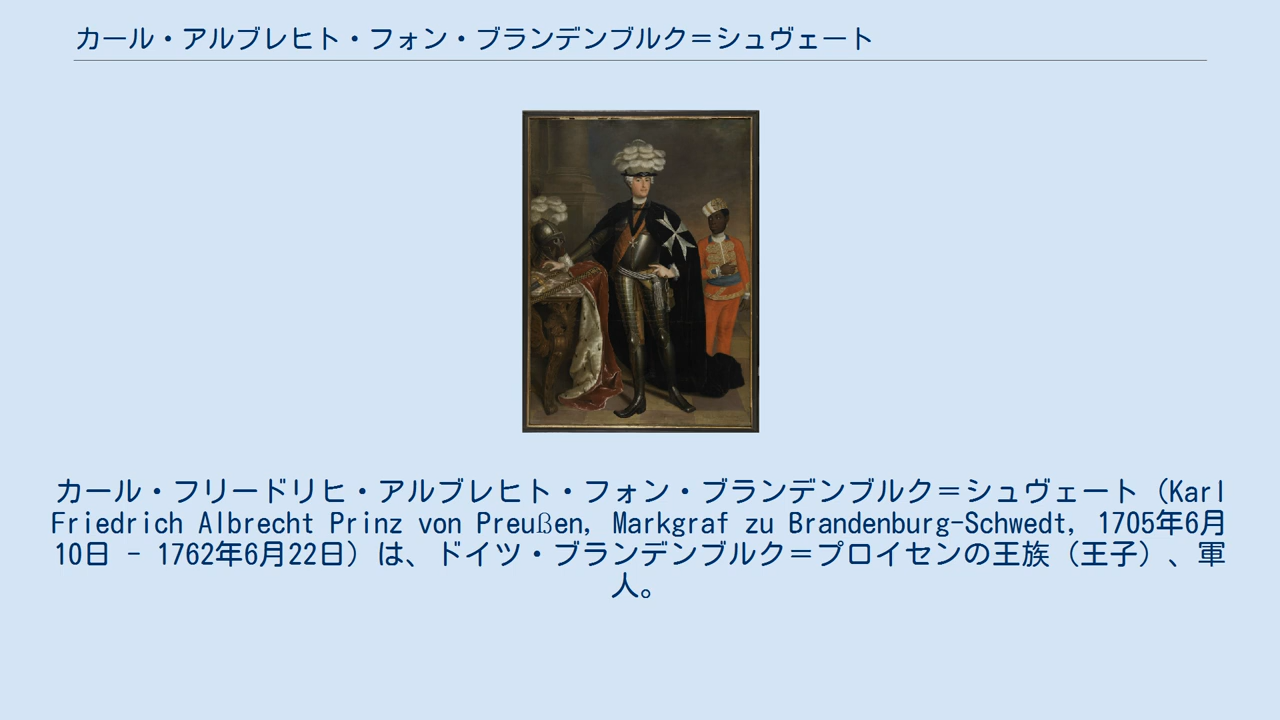 カール・アルブレヒト・フォン・ブランデンブルク＝シュヴェート
カール・フリードリヒ・アルブレヒト・フォン・ブランデンブルク＝シュヴェート（Karl
Friedrich Albrecht Prinz von Preußen, Markgraf zu Brandenburg-Schwedt, 1705年6月
10日 - 1762年6月22日）は、ドイツ・ブランデンブルク＝プロイセンの王族（王子）、軍
人。